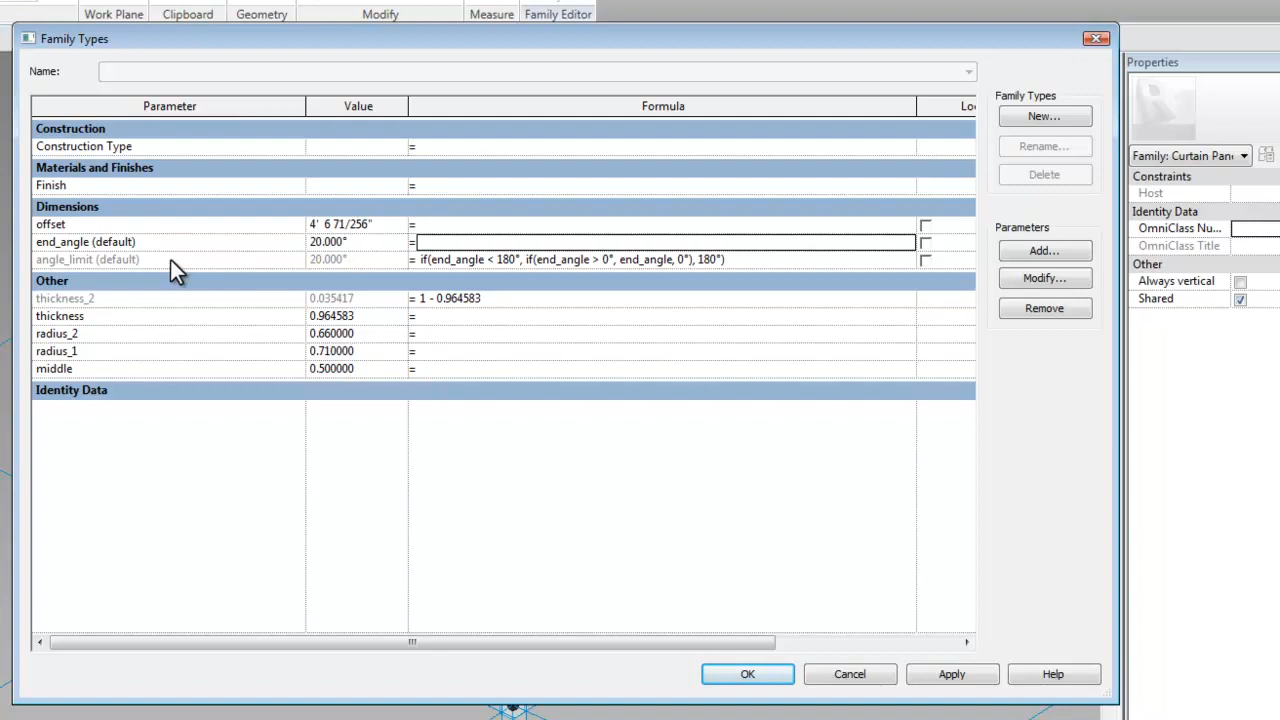 Work Plane Clipboard Geometry Modify Measure Family Editor
Family Types
Properties
Name:
Parameter Value Formula Lo
Family Types
New...
Rename...
Delete
Construction
Construction Type =
Materials and Finishes
Finish =
Dimensions
offset 4' 6 71/256" =
end_angle (default) 20.000° =
angle_limit (default) 20.000° = if(end_angle < 180°, if(end_angle > 0°, end_angle, 0°), 180°)
Other
thickness_2 0.035417 = 1 - 0.964583
thickness 0.964583 =
radius_2 0.660000 =
radius_1 0.710000 =
middle 0.500000 =
Identity Data
Parameters
Add...
Modify...
Remove
OK Cancel Apply Help
Family: Curtain Pan
Constraints
Host
Identity Data
OmniClass Nu...
OmniClass Title
Other
Always vertical
Shared